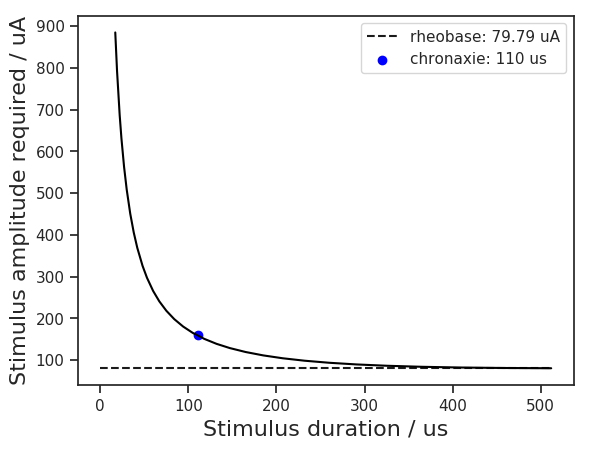 rheobase: 79.79 uA
chronaxie: 110 us
Stimulus amplitude required / uA
900
800
700
600
500
400
300
200
100
0 100 200 300 400 500
Stimulus duration / us